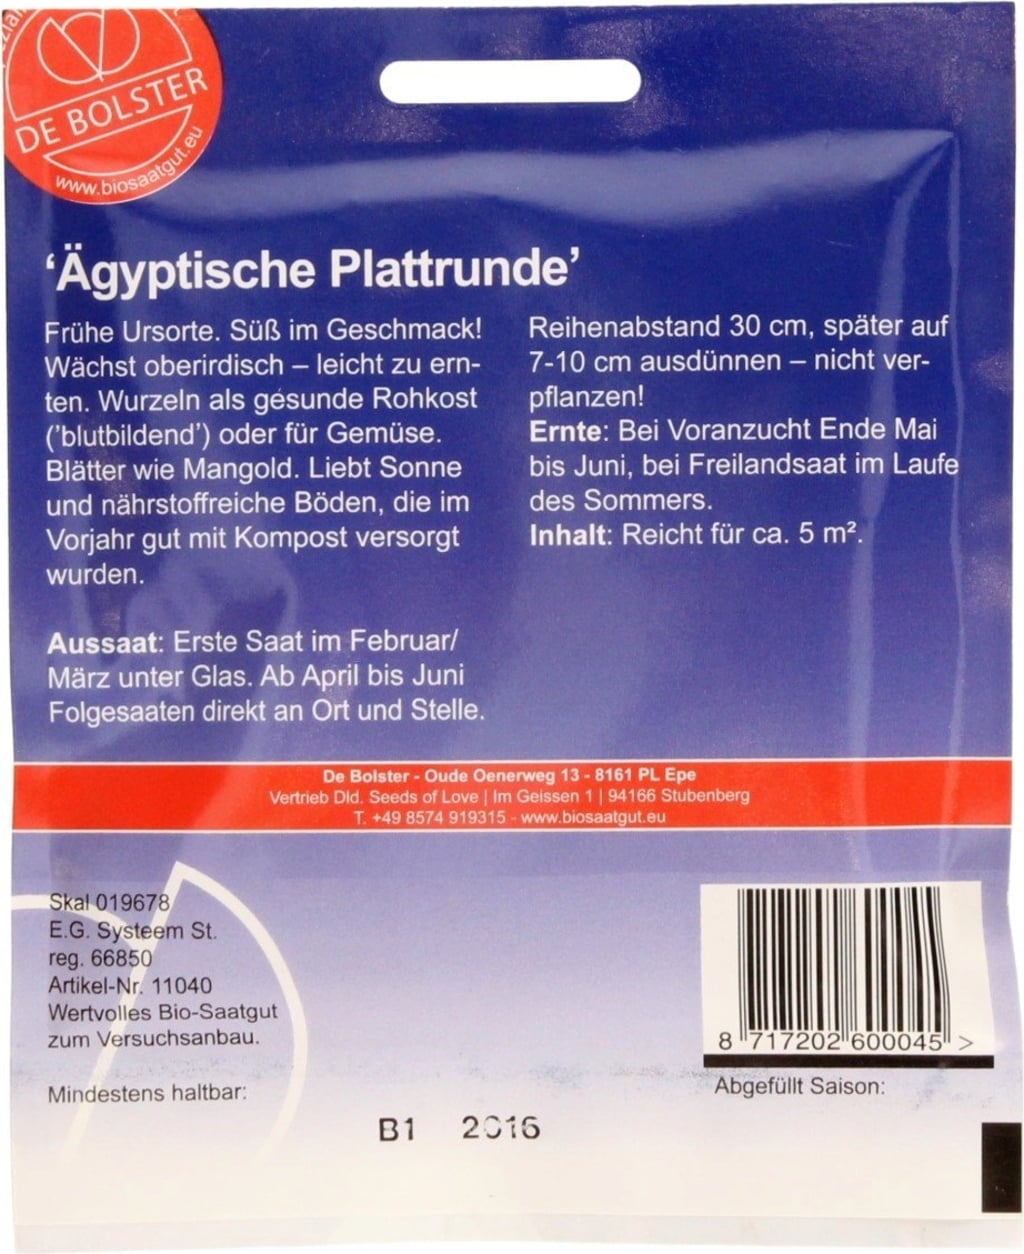 DE BOLSTER
www.biosaatgut.eu
‘Ägyptische Plattrunde’
Frühe Ursorte. Süß im Geschmack!
Wächst oberirdisch – leicht zu ern-
ten. Wurzeln als gesunde Rohkost
(’blutbildend’) oder für Gemüse.
Blätter wie Mangold. Liebt Sonne
und nährstoffreiche Böden, die im
Vorjahr gut mit Kompost versorgt
wurden.
Aussaat: Erste Saat im Februar/
März unter Glas. Ab April bis Juni
Folgesaaten direkt an Ort und Stelle.
Reihenabstand 30 cm, später auf
7-10 cm ausdünnen – nicht ver-
pflanzen!
Ernte: Bei Voranzucht Ende Mai
bis Juni, bei Freilandsaat im Laufe
des Sommers.
Inhalt: Reicht für ca. 5 m².
De Bolster - Oude Oenerweg 13 - 8161 PL Epe
Vertrieb Dld. Seeds of Love | Im Geissen 1 | 94166 Stubenberg
T. +49 8574 919315 - www.biosaatgut.eu
Skal 019678
E.G. Systeem St.
reg. 66850
Artikel-Nr. 11040
Wertvolles Bio-Saatgut
zum Versuchsanbau.
Mindestens haltbar:
8 717202 600045 >
Abgefüllt Saison:
B1 2016